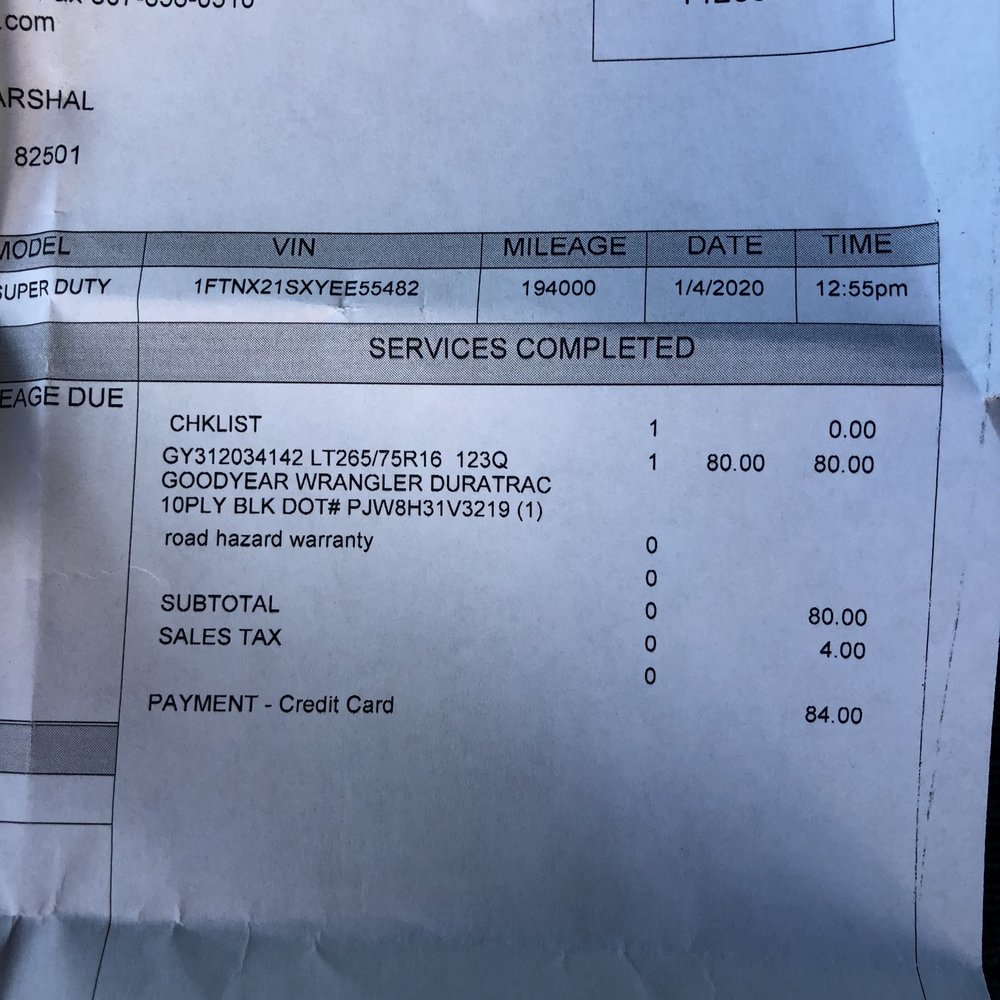 .com
ARSHAL
82501
MODEL VIN MILEAGE DATE TIME
SUPER DUTY 1FTNX21SXYEE55482 194000 1/4/2020 12:55pm
SERVICES COMPLETED
EAGE DUE
CHKLIST 1 0.00
GY312034142 LT265/75R16 123Q 1 80.00 80.00
GOODYEAR WRANGLER DURATRAC
10PLY BLK DOT# PJW8H31V3219 (1)
road hazard warranty 0
0
SUBTOTAL 0 80.00
SALES TAX 0 4.00
0
PAYMENT - Credit Card 84.00